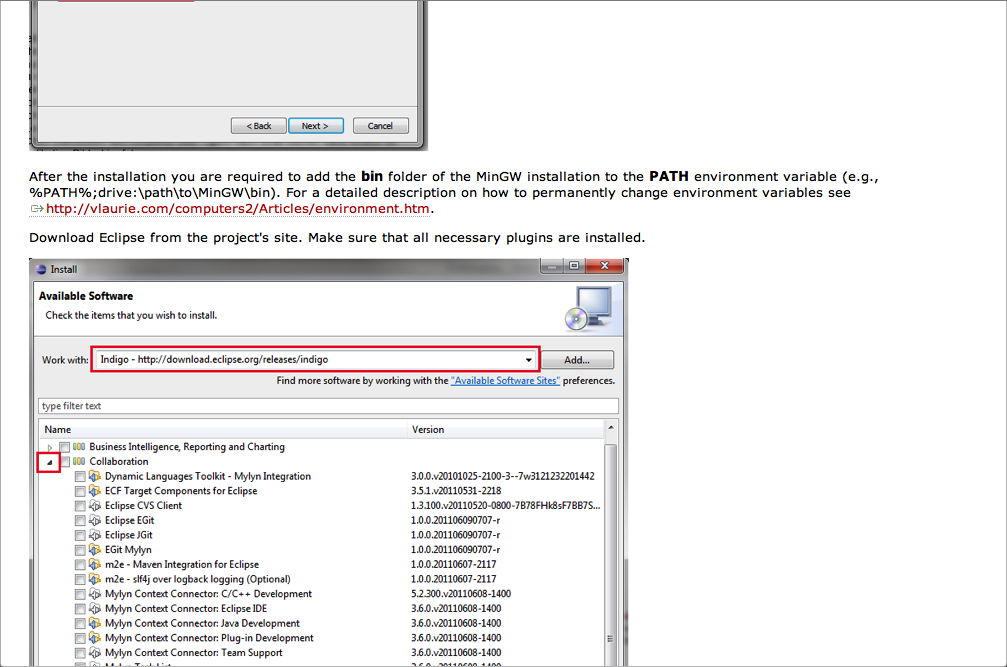 < Back
Next >
Cancel
After the installation you are required to add the bin folder of the MinGW installation to the PATH environment variable (e.g.,
%PATH%;drive:\path\to\MinGW\bin). For a detailed description on how to permanently change environment variables see
http://vlaurie.com/computers2/Articles/environment.htm.
Download Eclipse from the project's site. Make sure that all necessary plugins are installed.
Install
Available Software
Check the items that you wish to install.
Work with: Indigo - http://download.eclipse.org/releases/indigo Add...
Find more software by working with the "Available Software Sites" preferences.
type filter text
Name Version
Business Intelligence, Reporting and Charting
Collaboration
Dynamic Languages Toolkit - Mylyn Integration 3.0.0.v20101025-2100-3--7w3121232201442
ECF Target Components for Eclipse 3.5.1.v20110531-2218
Eclipse CVS Client 1.3.100.v20110520-0800-7B78FHk8sF7BB7S...
Eclipse EGit 1.0.0.201106090707-r
Eclipse JGit 1.0.0.201106090707-r
EGit Mylyn 1.0.0.201106090707-r
m2e - Maven Integration for Eclipse 1.0.0.20110607-2117
m2e - slf4j over logback logging (Optional) 1.0.0.20110607-2117
Mylyn Context Connector: C/C++ Development 5.2.300.v20110608-1400
Mylyn Context Connector: Eclipse IDE 3.6.0.v20110608-1400
Mylyn Context Connector: Java Development 3.6.0.v20110608-1400
Mylyn Context Connector: Plug-in Development 3.6.0.v20110608-1400
Mylyn Context Connector: Team Support 3.6.0.v20110608-1400